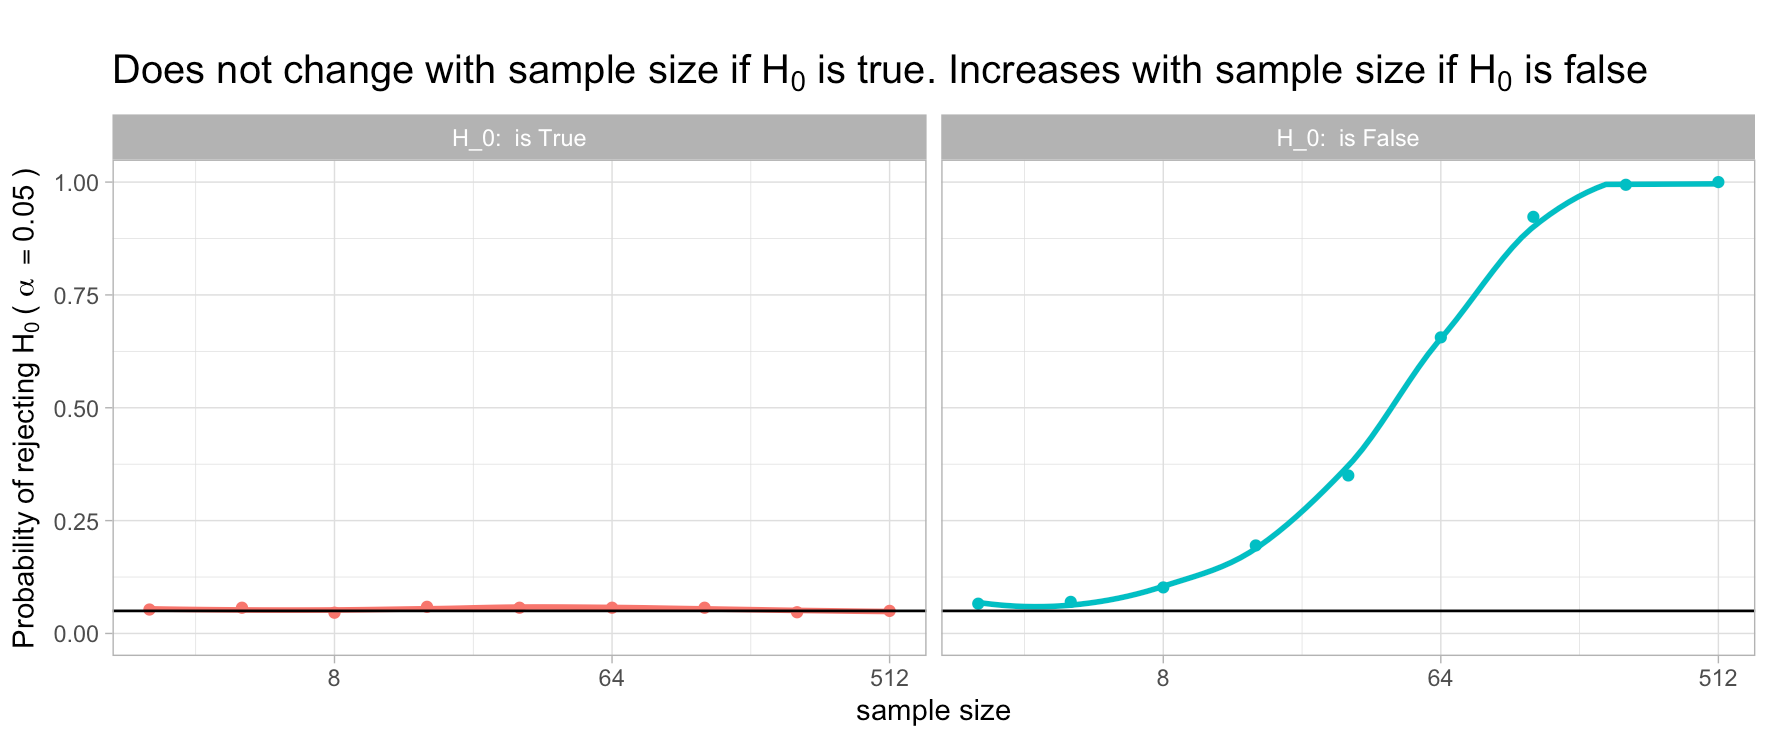 Does not change with sample size if H₀ is true. Increases with sample size if H₀ is false
H_0:  is True
H_0:  is False
Probability of rejecting H₀ ( α = 0.05 )
1.00
0.75
0.50
0.25
0.00
8
64
512
8
64
512
sample size